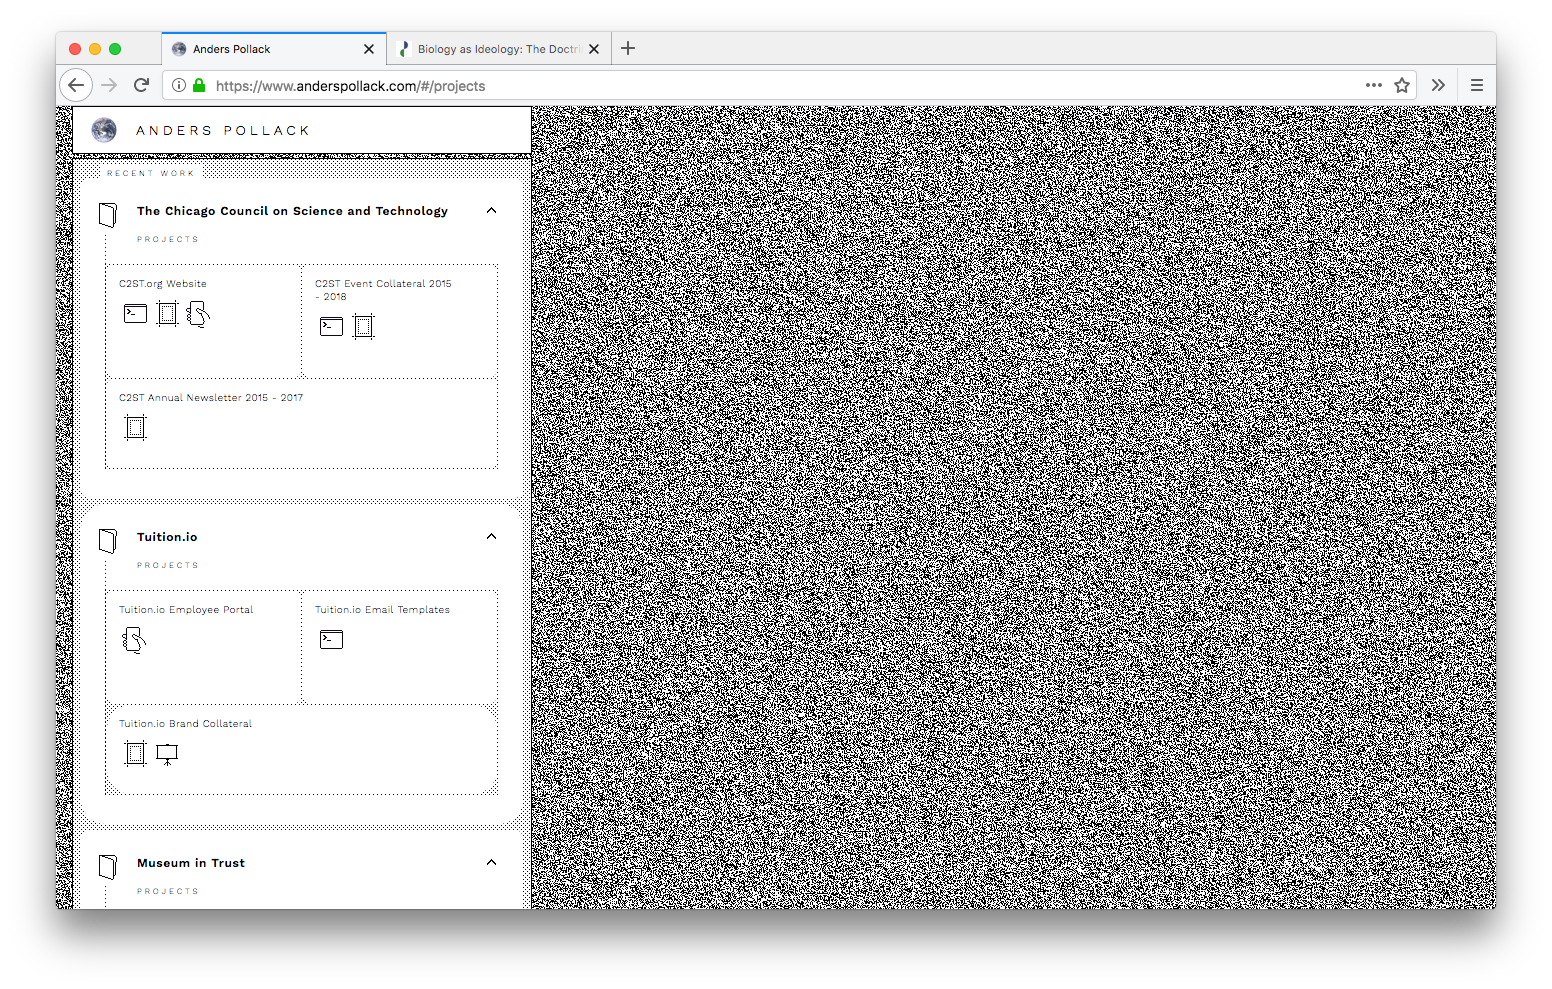 Anders Pollack
Biology as Ideology: The Doctri
https://www.anderspollack.com/#/projects
ANDERS POLLACK
RECENT WORK
The Chicago Council on Science and Technology
PROJECTS
C2ST.org Website
C2ST Event Collateral 2015
- 2018
C2ST Annual Newsletter 2015 - 2017
Tuition.io
PROJECTS
Tuition.io Employee Portal
Tuition.io Email Templates
Tuition.io Brand Collateral
Museum in Trust
PROJECTS